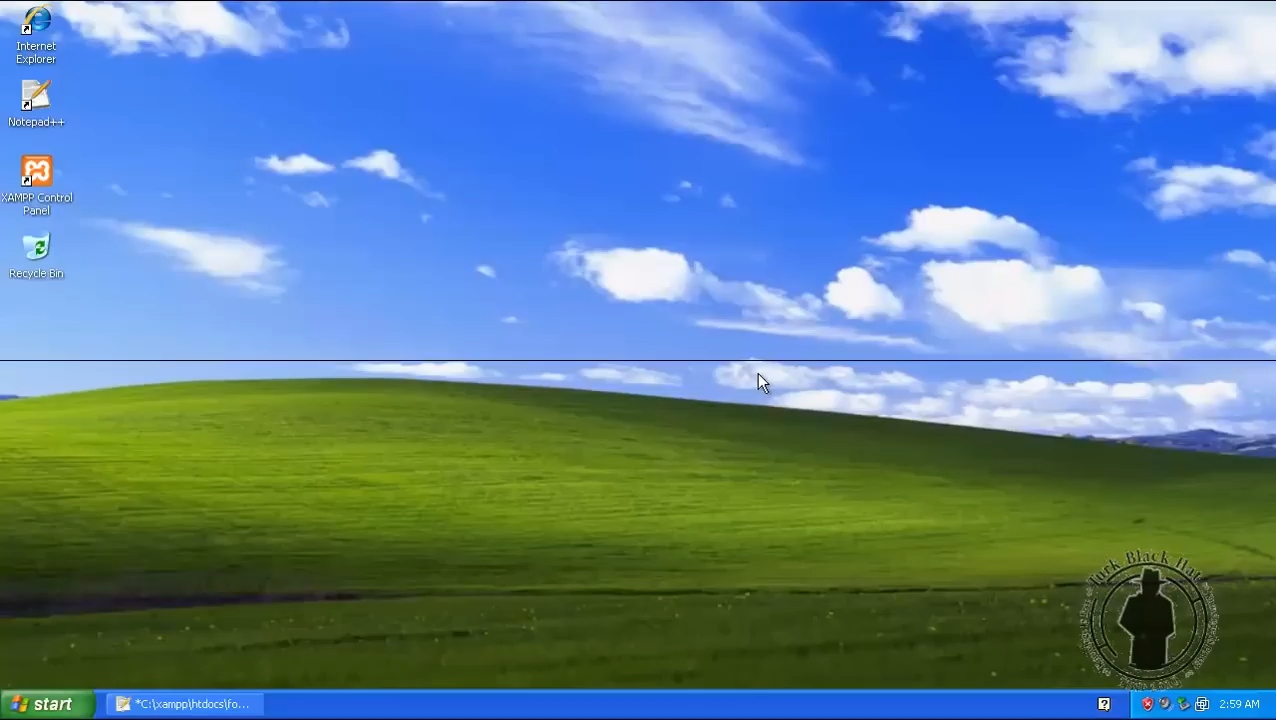 Internet
Explorer
Notepad++
XAMPP Control
Panel
Recycle Bin
Turk Black Hat
start
*C:\xampp\htdocs\fo...
?
2:59 AM